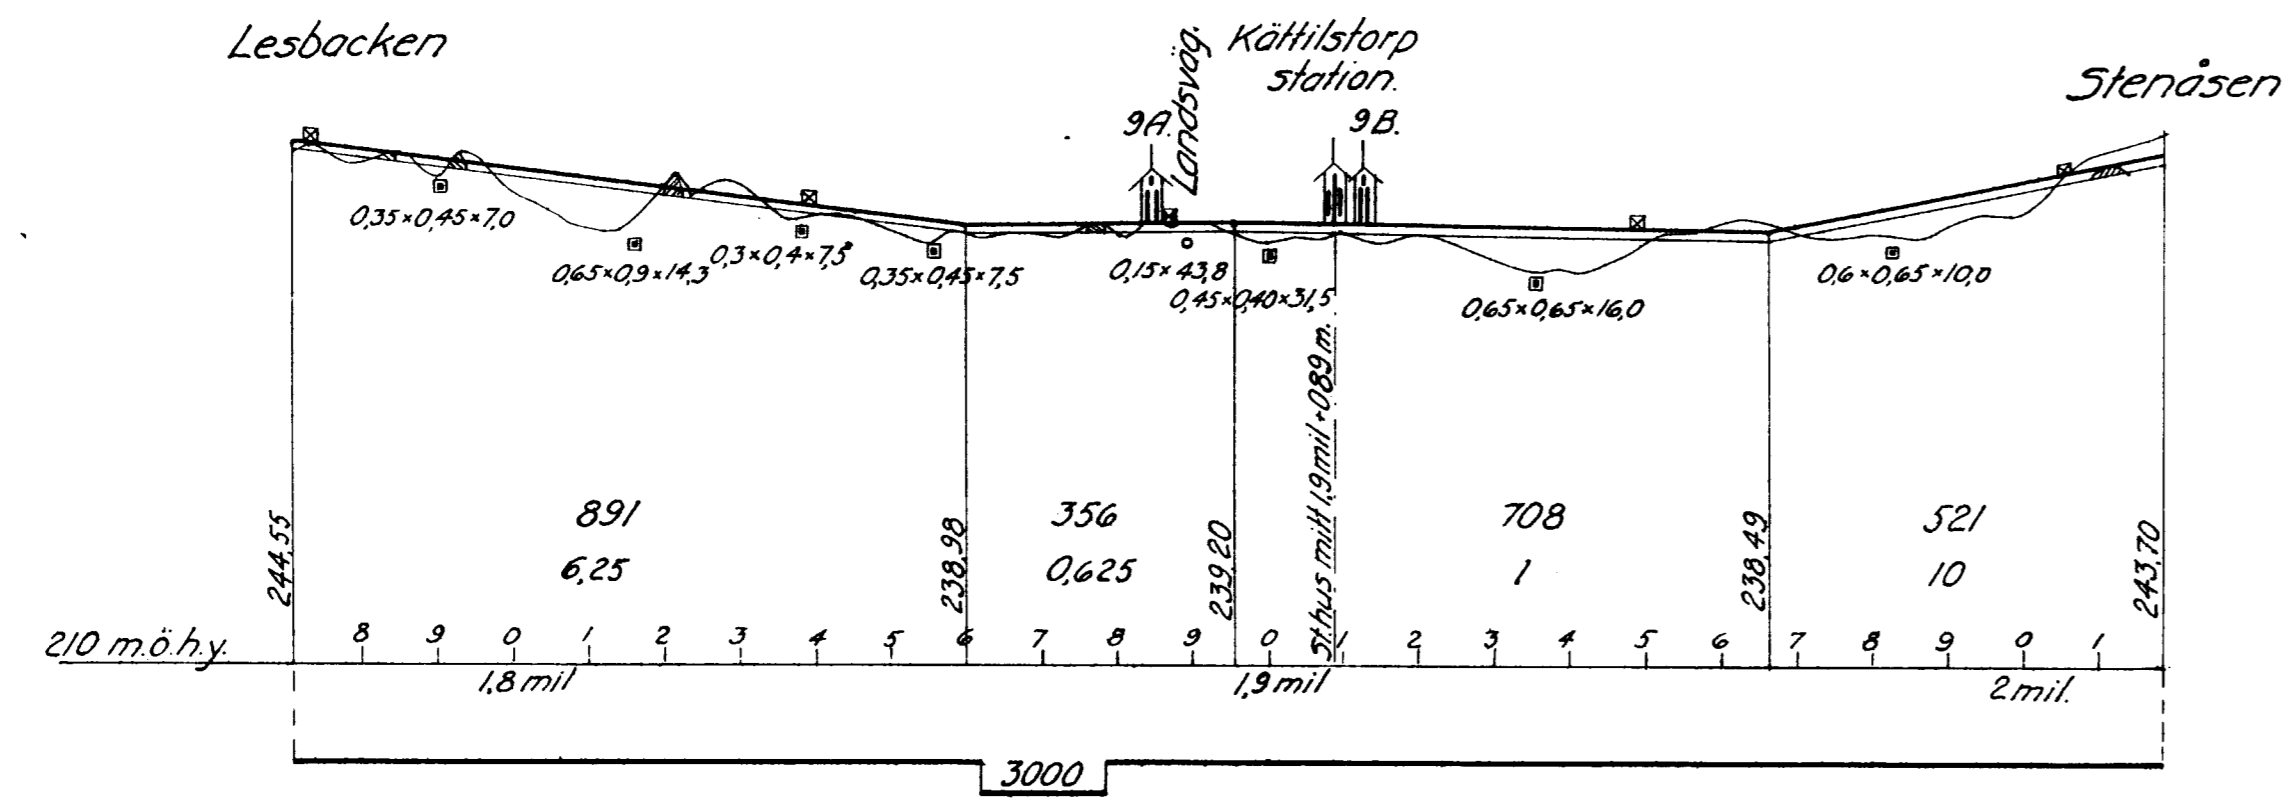 Lesbacken
Landsväg.
Kättilstorp
station.
Stenåsen
9A.
9B.
0,35×0,45×7,0
0,65×0,9×14,3
0,3×0,4×7,5
0,35×0,45×7,5
0,15×43,8
0,45×0,40×31,5
0,65×0,65×16,0
0,6×0,65×10,0
St.hus mitt 1,9 mil +089 m.
244,55
891
6,25
238,98
356
0,625
239,20
708
1
238,49
521
10
243,70
210 m.ö.h.y.
8 9 0 1 2 3 4 5 6 7 8 9 0 1 2 3 4 5 6 7 8 9 0 1
1,8 mil
1,9 mil
2 mil.
3000